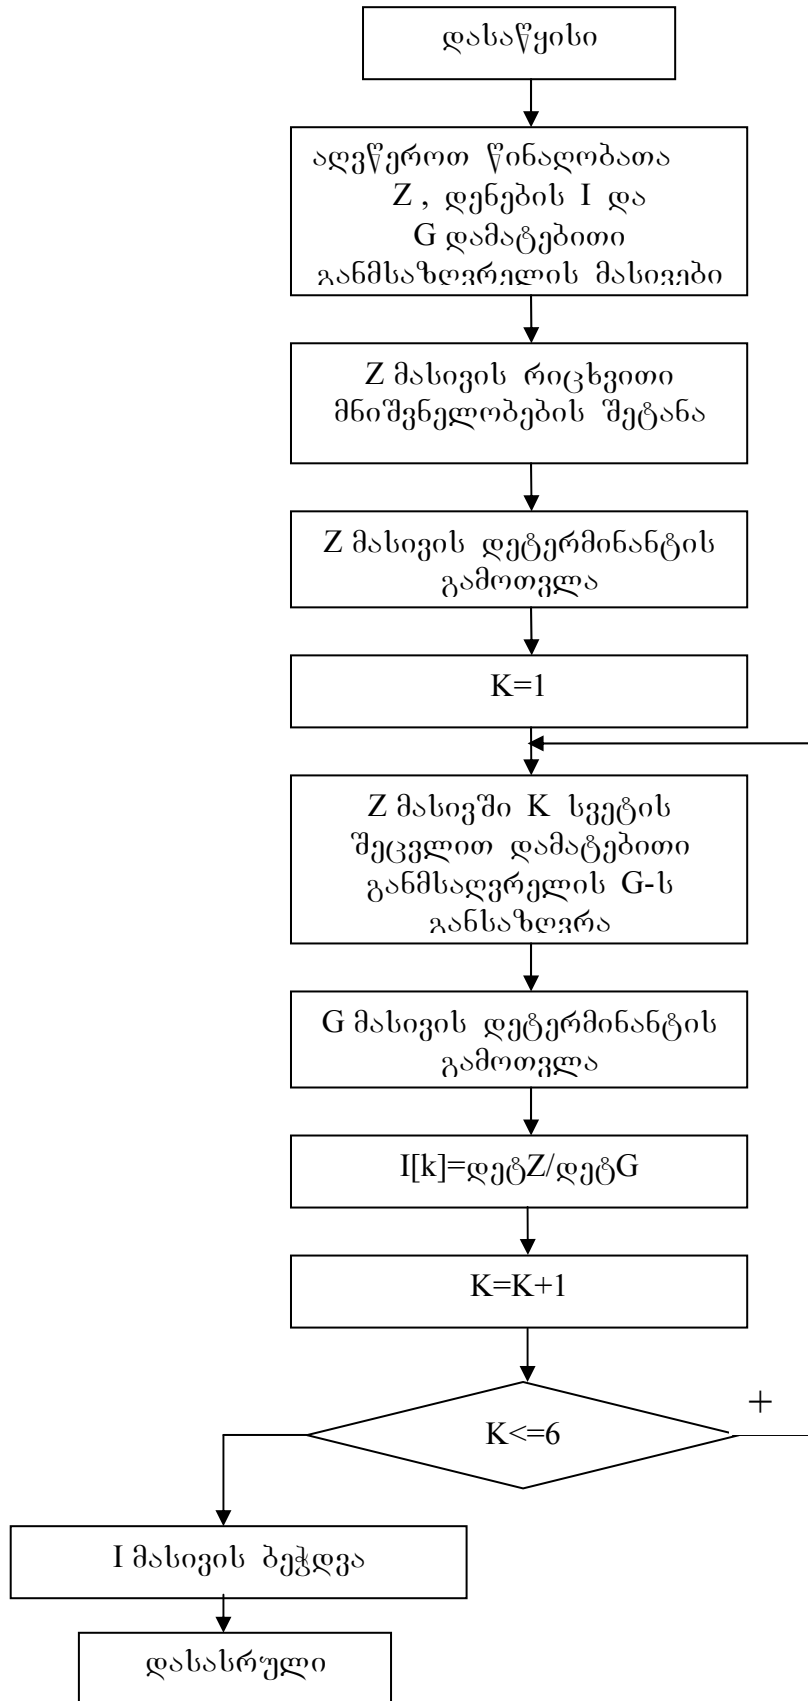 დასაწყისი
აღვწეროთ წინაღობათა
Z , დენების I და
G დამატებითი
განმსაზღვრელის მასივები
Z მასივის რიცხვითი
მნიშვნელობების შეტანა
Z მასივის დეტერმინანტის
გამოთვლა
K=1
Z მასივში K სვეტის
შეცვლით დამატებითი
განმსაღვრელის G-ს
განსაზღვრა
G მასივის დეტერმინანტის
გამოთვლა
I[k]=დეტZ/დეტG
K=K+1
+
K<=6
I მასივის ბეჭდვა
დასასრული